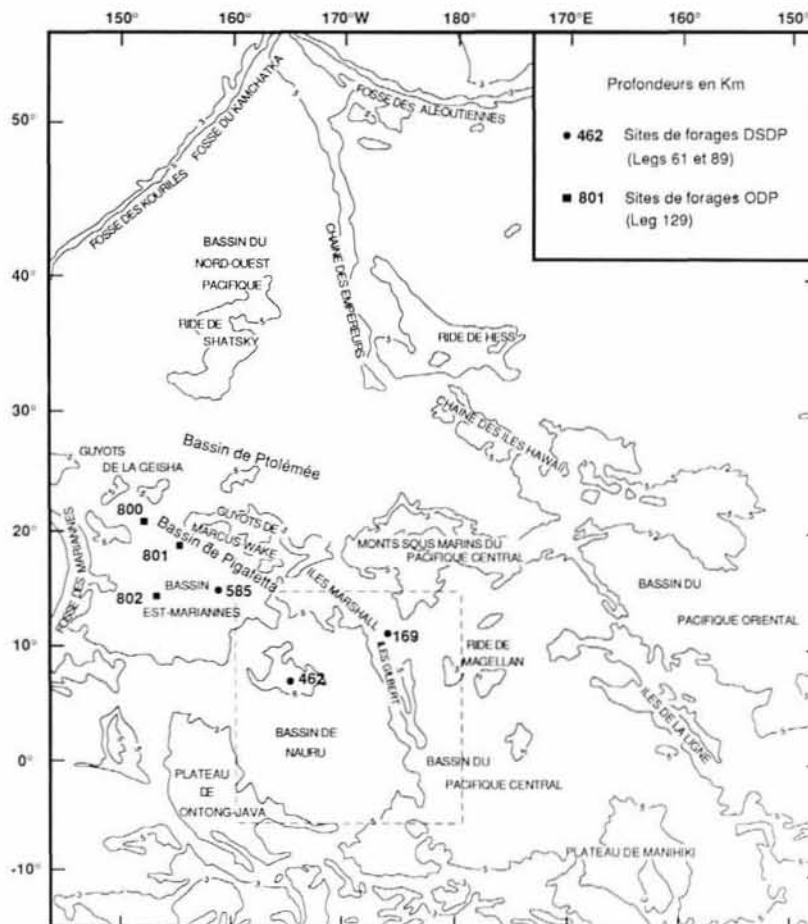 150° 160° 170°W 180° 170°E 160° 150°
Profondeurs en Km
462 Sites de forages DSDP
(Legs 61 et 89)
801 Sites de forages ODP
(Leg 129)
50°
40°
30°
20°
10°
0°
-10°
FOSSE DES ALEOUTIENNES
FOSSE DU KAMCHATKA
FOSSE DES KOURILES
CHAINE DES EMPEREURS
BASSIN DU
NORD-OUEST
PACIFIQUE
RIDE DE
SHATSKY
RIDE DE HESS
CHAINE DES ILES HAWAII
GUYOTS
DE LA GEISHA
Bassin de Ptolémée
800
GUYOTS DE
MARCUS-WAKE
Bassin de Pigafetta
801
FOSSE DES MARIANNES
MONTS SOUS MARINS DU
PACIFIQUE CENTRAL
BASSIN
EST-MARIANNES
585
802
ILES MARSHALL
169
ILES GILBERT
RIDE DE
MAGELLAN
BASSIN DU
PACIFIQUE ORIENTAL
462
BASSIN DE
NAURU
ILES DE LA LIGNE
BASSIN DU
PACIFIQUE CENTRAL
PLATEAU
DE
ONTONG-JAVA
PLATEAU DE MANIHIKI